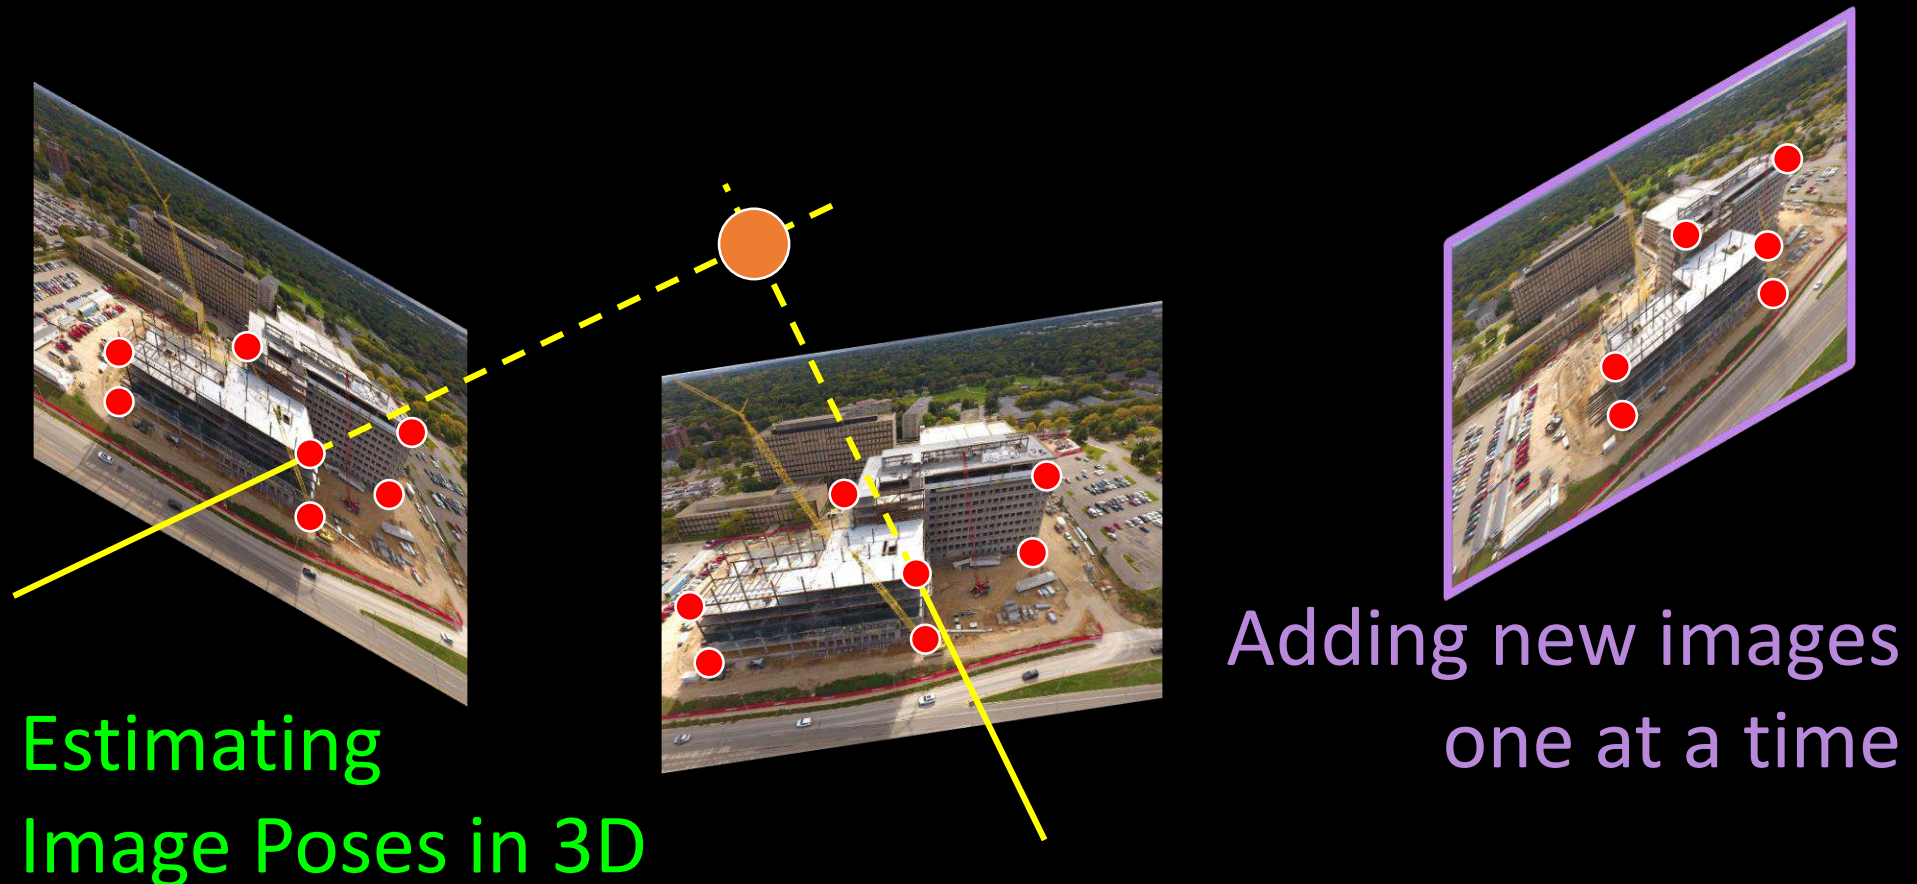 Estimating
Image Poses in 3D
Adding new images
one at a time